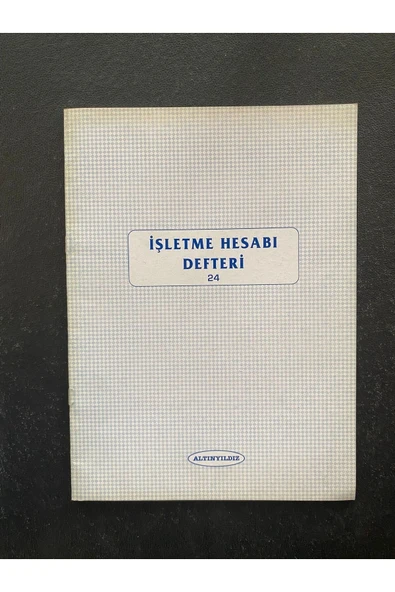 İŞLETME HESABI
DEFTERİ
24
ALTINYILDIZ